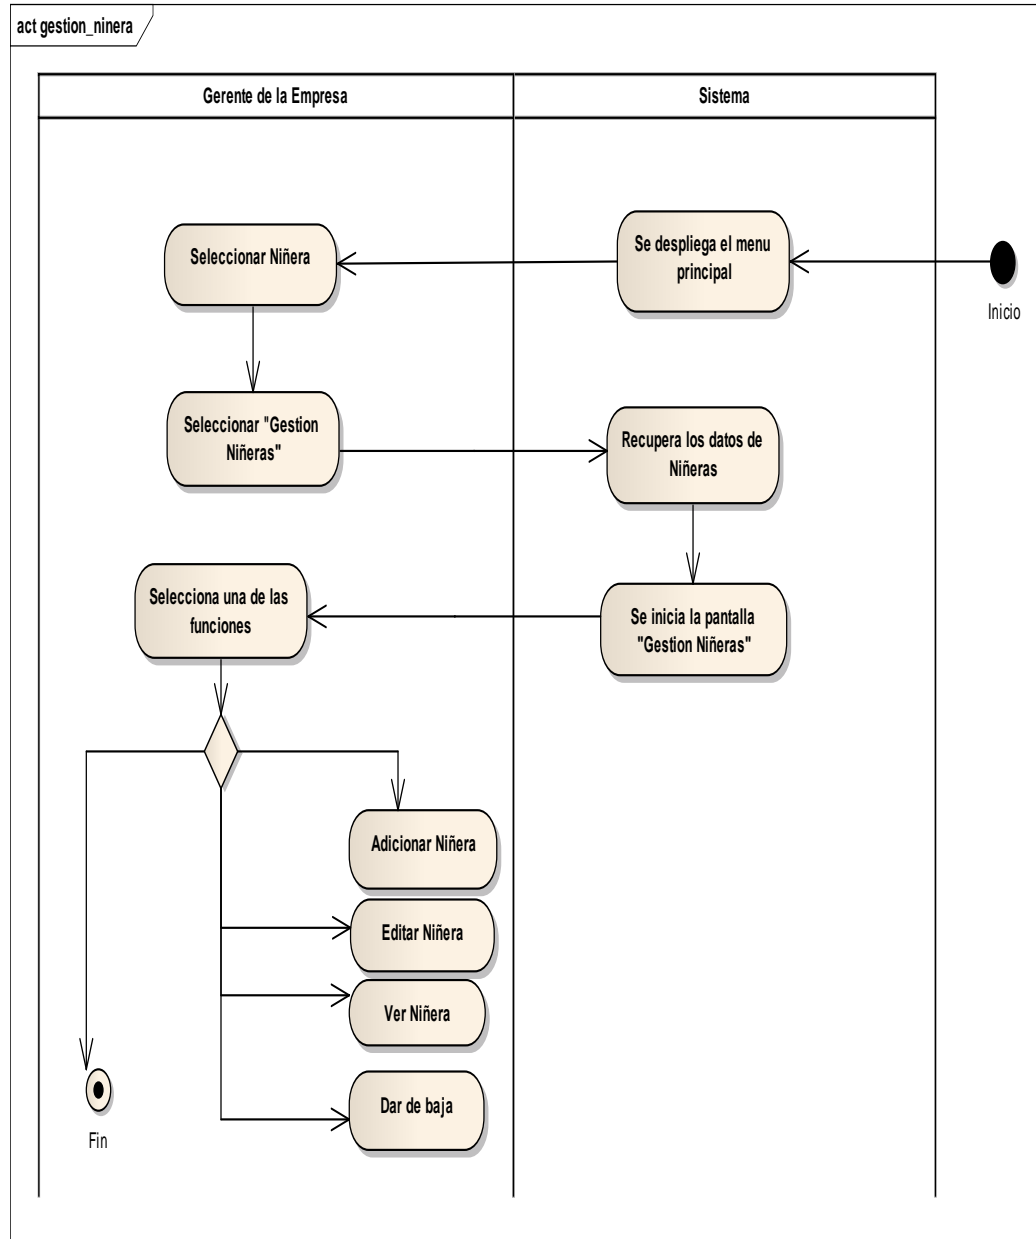 act gestion_ninera
Gerente de la Empresa
Sistema
Seleccionar Niñera
Se despliega el menu
principal
Inicio
Seleccionar "Gestion
Niñeras"
Recupera los datos de
Niñeras
Selecciona una de las
funciones
Se inicia la pantalla
"Gestion Niñeras"
Adicionar Niñera
Editar Niñera
Ver Niñera
Dar de baja
Fin